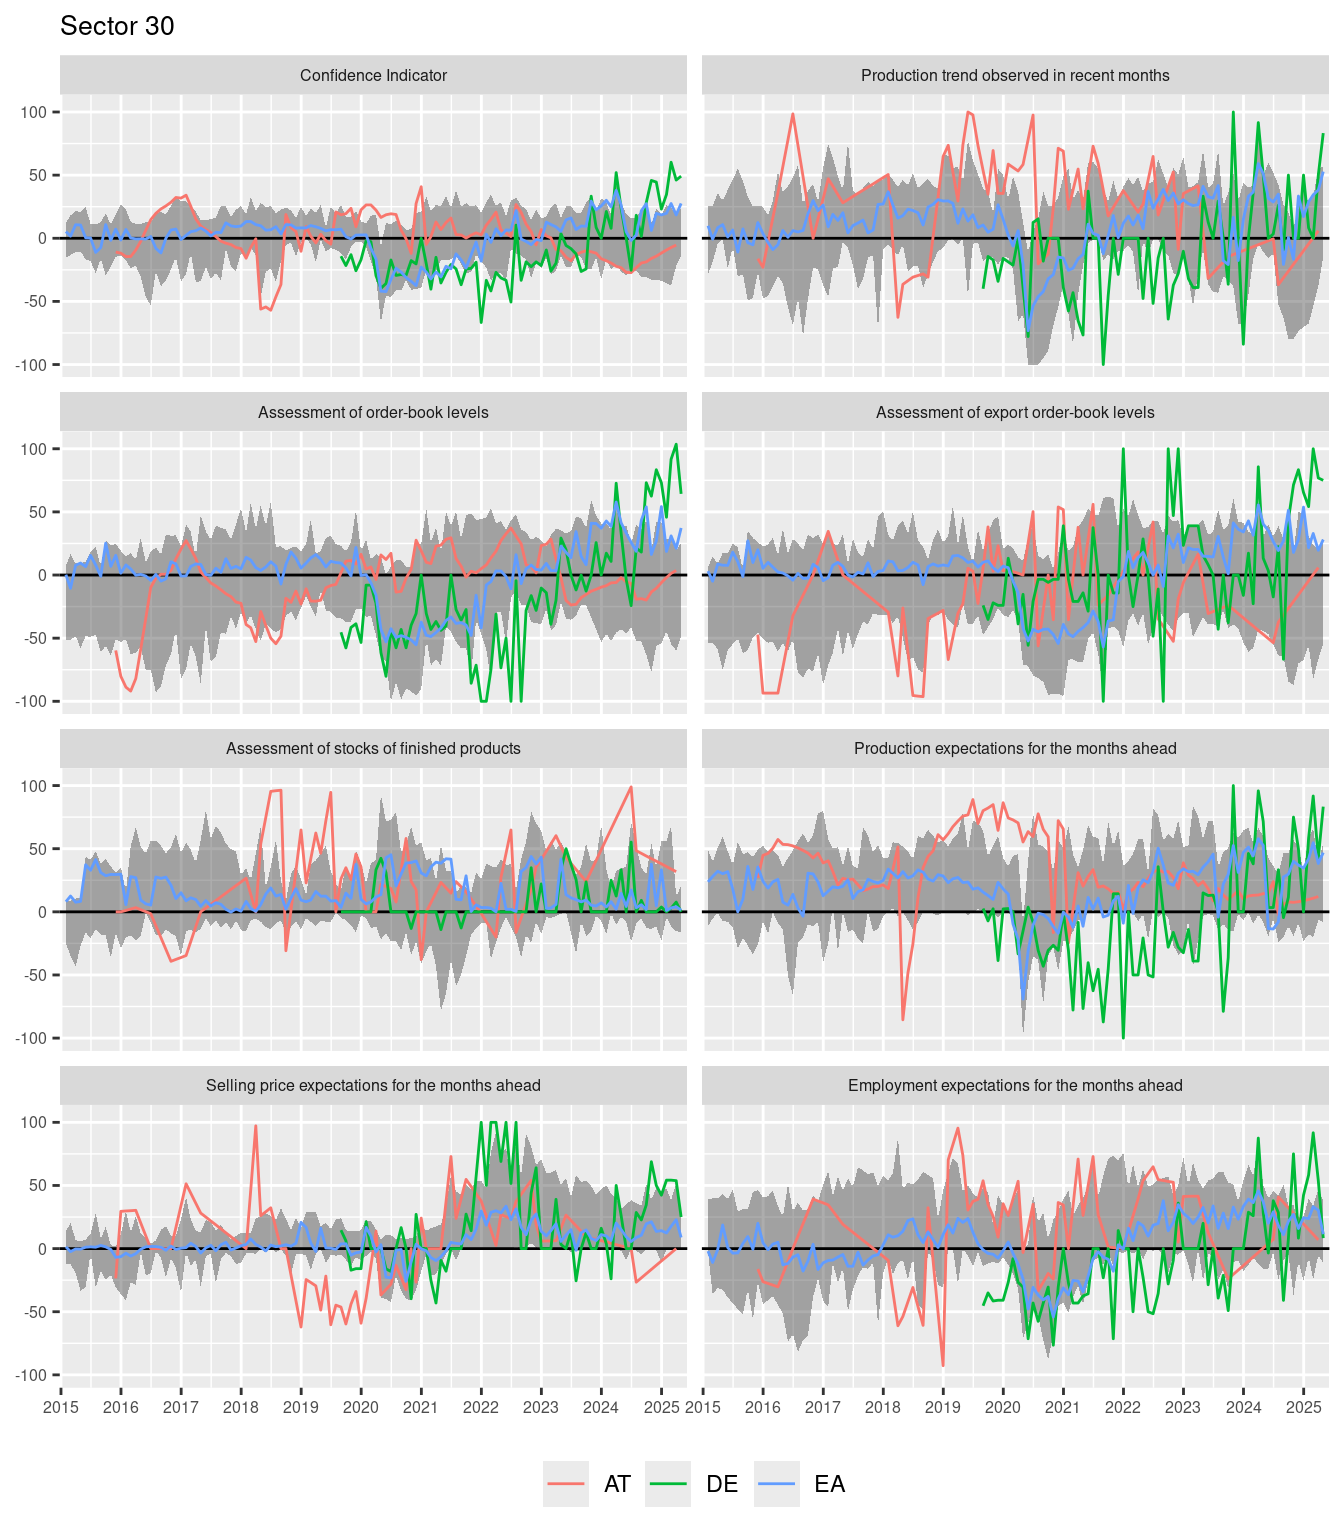 Sector 30
Confidence Indicator
Production trend observed in recent months
100
50
0
-50
-100
Assessment of order-book levels
Assessment of export order-book levels
100
50
0
-50
-100
Assessment of stocks of finished products
Production expectations for the months ahead
100
50
0
-50
-100
Selling price expectations for the months ahead
Employment expectations for the months ahead
100
50
0
-50
-100
2015 2016 2017 2018 2019 2020 2021 2022 2023 2024 2025 2015 2016 2017 2018 2019 2020 2021 2022 2023 2024 2025
AT DE EA